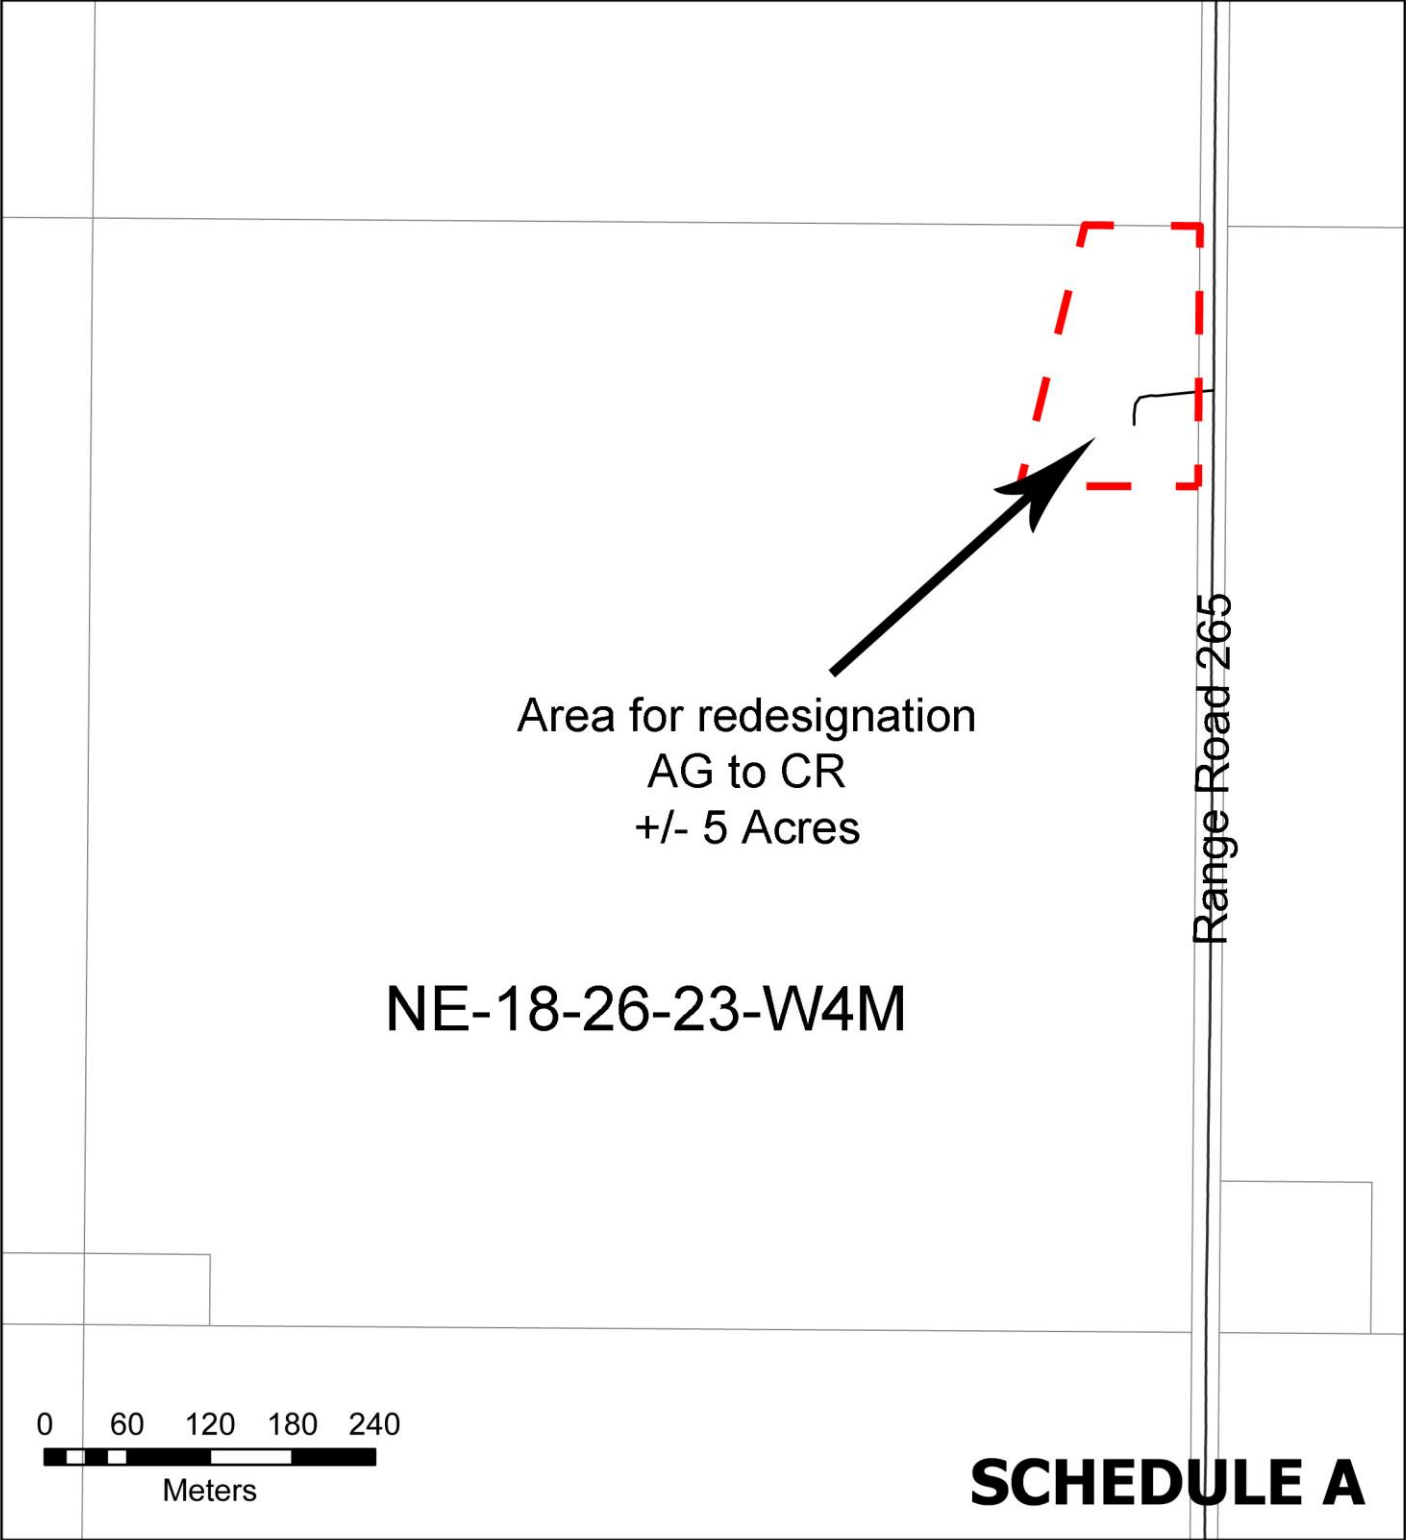 Area for redesignation
AG to CR
+/- 5 Acres
Range Road 265
NE-18-26-23-W4M
0 60 120 180 240
Meters
SCHEDULE A